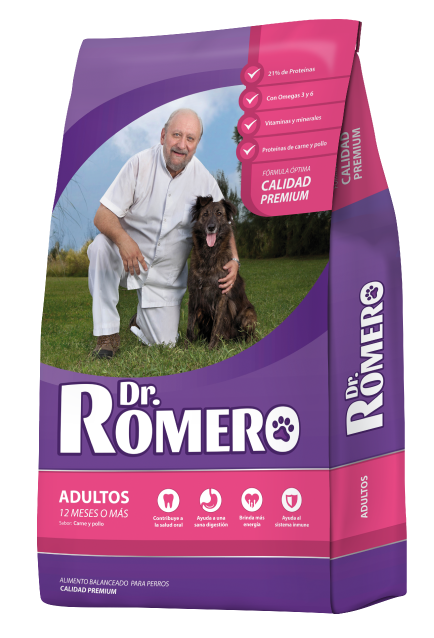 21% de Proteínas
Con Omegas 3 y 6
Vitaminas y minerales
Proteínas de carne y pollo
FÓRMULA ÓPTIMA
CALIDAD
PREMIUM
CALIDAD
PREMIUM
Dr.
ROMERO
Dr.
ROMERO
ADULTOS
12 MESES O MÁS
Sabor: Carne y pollo
Contribuye a
la salud oral
Ayuda a una
sana digestión
Brinda más
energía
Ayuda al
sistema inmune
ADULTOS
ALIMENTO BALANCEADO PARA PERROS
CALIDAD PREMIUM